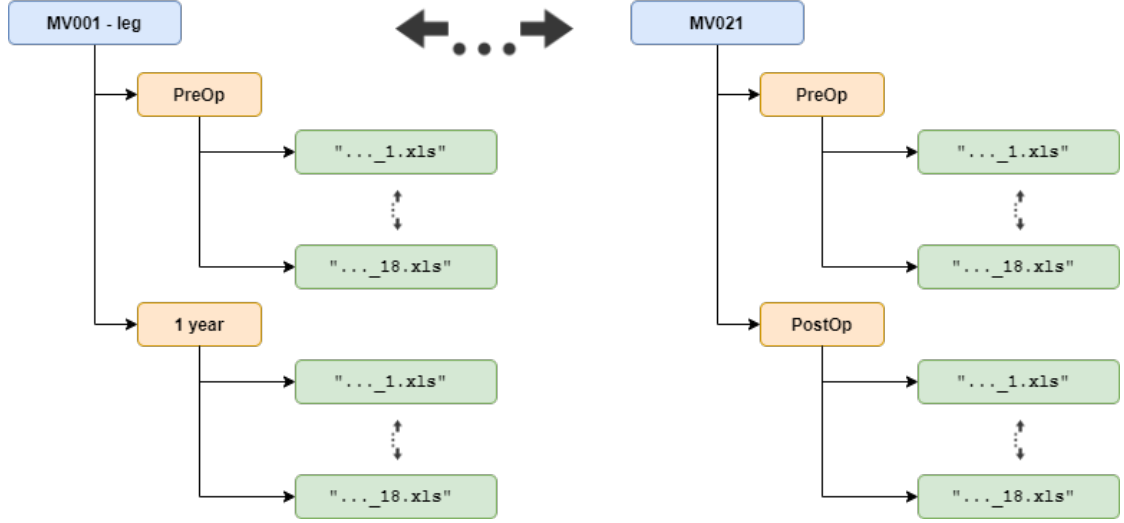 MV001 - leg
PreOp
"..._1.xls"
"..._18.xls"
1 year
"..._1.xls"
"..._18.xls"
MV021
PreOp
"..._1.xls"
"..._18.xls"
PostOp
"..._1.xls"
"..._18.xls"